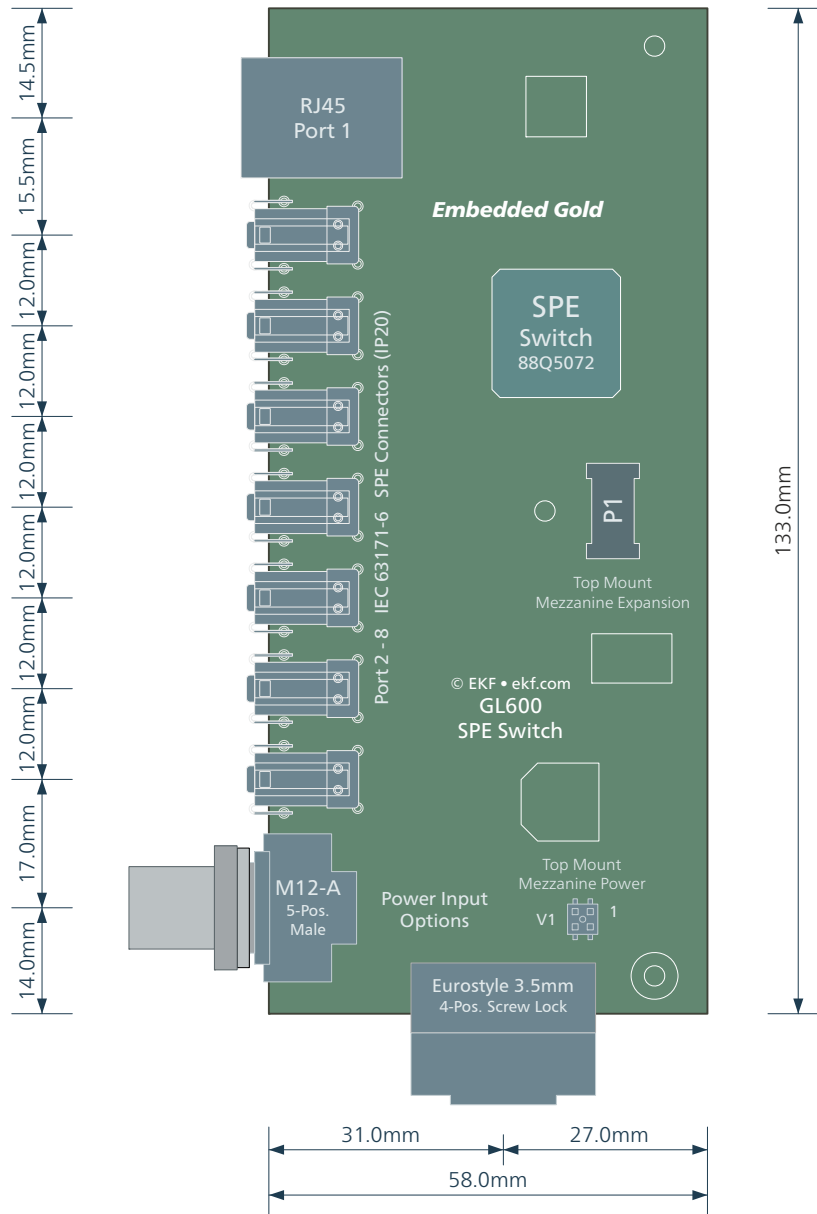 14.5mm
15.5mm
12.0mm
12.0mm
12.0mm
12.0mm
12.0mm
12.0mm
17.0mm
14.0mm
RJ45
Port 1
Embedded Gold
SPE
Switch
88Q5072
Port 2 - 8 IEC 63171-6 SPE Connectors (IP20)
P1
Top Mount
Mezzanine Expansion
© EKF • ekf.com
GL600
SPE Switch
Top Mount
Mezzanine Power
V1
1
M12-A
5-Pos.
Male
Power Input
Options
Eurostyle 3.5mm
4-Pos. Screw Lock
133.0mm
31.0mm
27.0mm
58.0mm